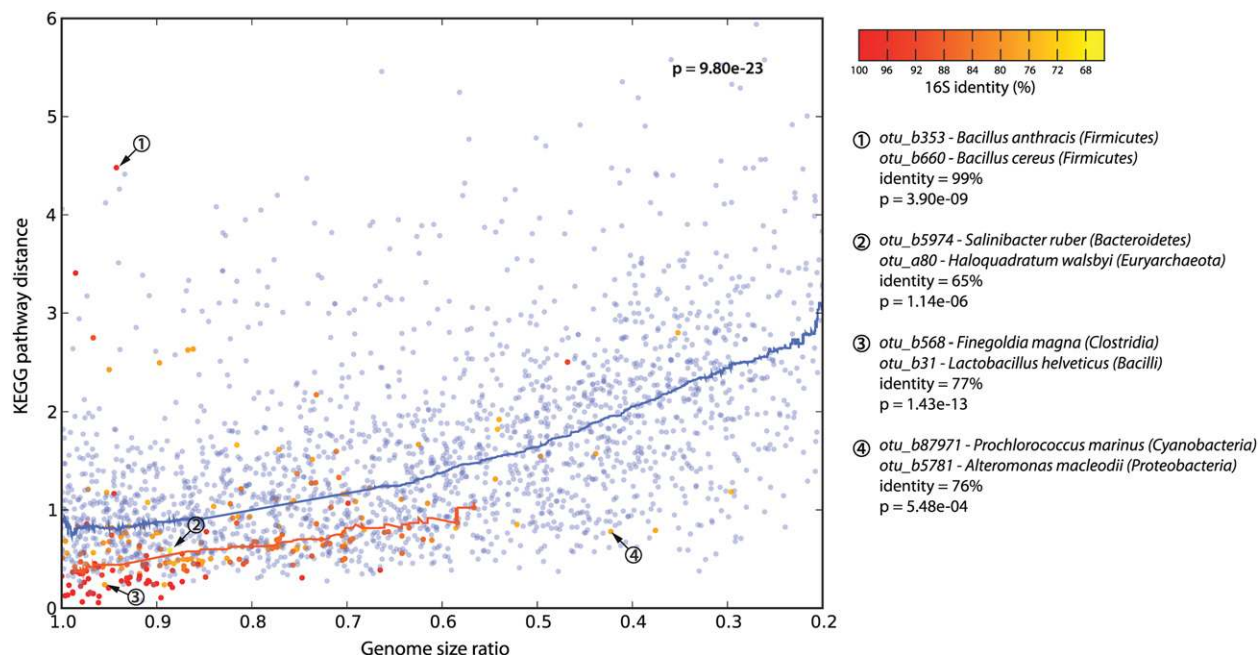 6
5
4
3
2
1
0
KEGG pathway distance
p = 9.80e-23
①
②
③
④
1.0 0.9 0.8 0.7 0.6 0.5 0.4 0.3 0.2
Genome size ratio
100 96 92 88 84 80 76 72 68
16S identity (%)
① otu_b353 - Bacillus anthracis (Firmicutes)
otu_b660 - Bacillus cereus (Firmicutes)
identity = 99%
p = 3.90e-09
② otu_b5974 - Salinibacter ruber (Bacteroidetes)
otu_a80 - Haloquadratum walsbyi (Euryarchaeota)
identity = 65%
p = 1.14e-06
③ otu_b568 - Finegoldia magna (Clostridia)
otu_b31 - Lactobacillus helveticus (Bacilli)
identity = 77%
p = 1.43e-13
④ otu_b87971 - Prochlorococcus marinus (Cyanobacteria)
otu_b5781 - Alteromonas macleodii (Proteobacteria)
identity = 76%
p = 5.48e-04